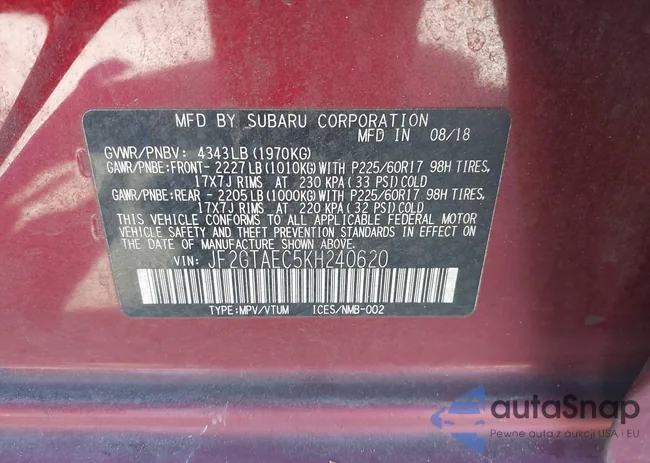 MFD BY SUBARU CORPORATION
MFD IN 08/18
GVWR/PNBV: 4343LB (1970KG)
GAWR/PNBE:FRONT- 2227 LB (1010KG) WITH P225/60R17 98H TIRES,
17X7J RIMS AT 230 KPA (33 PSI) COLD
GAWR/PNBE:REAR - 2205 LB (1000KG) WITH P225/60R17 98H TIRES,
17X7J RIMS AT 220 KPA (32 PSI) COLD
THIS VEHICLE CONFORMS TO ALL APPLICABLE FEDERAL MOTOR
VEHICLE SAFETY AND THEFT PREVENTION STANDARDS IN EFFECT
ON THE DATE OF MANUFACTURE SHOWN ABOVE.
VIN: JF2GTAEC5KH240620
TYPE:MPV/VTUM ICES/NMB-002
autoSnap
Pewne auta z aukcji USA i EU